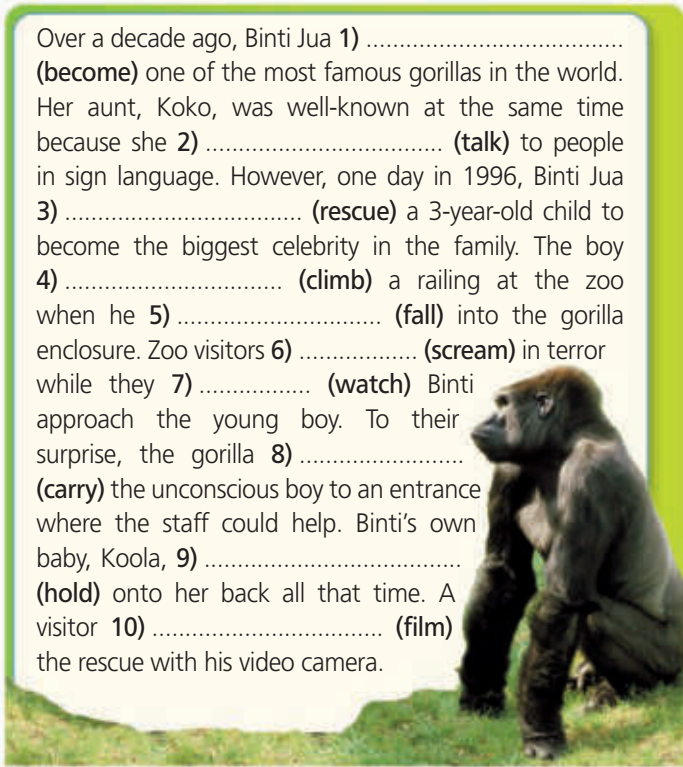 Over a decade ago, Binti Jua 1) .......................................
(become) one of the most famous gorillas in the world.
Her aunt, Koko, was well-known at the same time
because she 2) .................................... (talk) to people
in sign language. However, one day in 1996, Binti Jua
3) .................................... (rescue) a 3-year-old child to
become the biggest celebrity in the family. The boy
4) ................................. (climb) a railing at the zoo
when he 5) ............................... (fall) into the gorilla
enclosure. Zoo visitors 6) .................. (scream) in terror
while they 7) ................. (watch) Binti
approach the young boy. To their
surprise, the gorilla 8) .........................
(carry) the unconscious boy to an entrance
where the staff could help. Binti's own
baby, Koola, 9) .......................................
(hold) onto her back all that time. A
visitor 10) ................................... (film)
the rescue with his video camera.